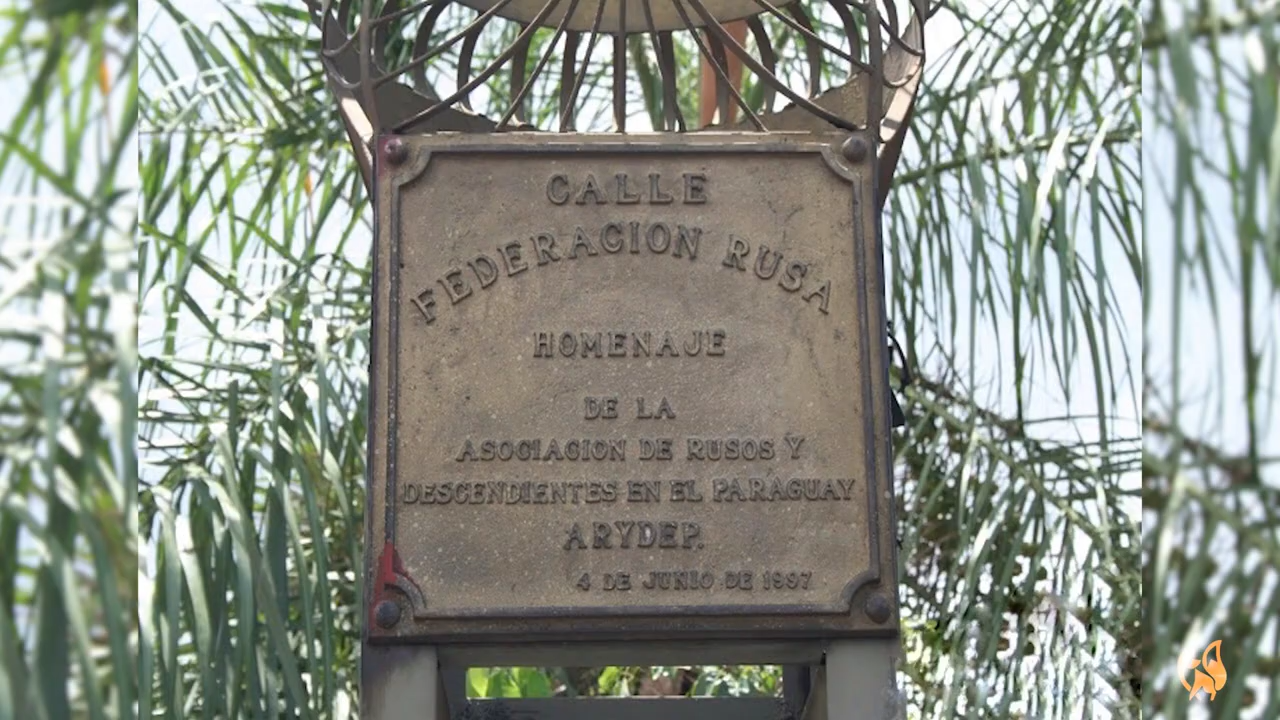 CALLE
FEDERACION RUSA
HOMENAJE
DE LA
ASOCIACION DE RUSOS Y
DESCENDIENTES EN EL PARAGUAY
ARYDEP.
4 DE JUNIO DE 1997